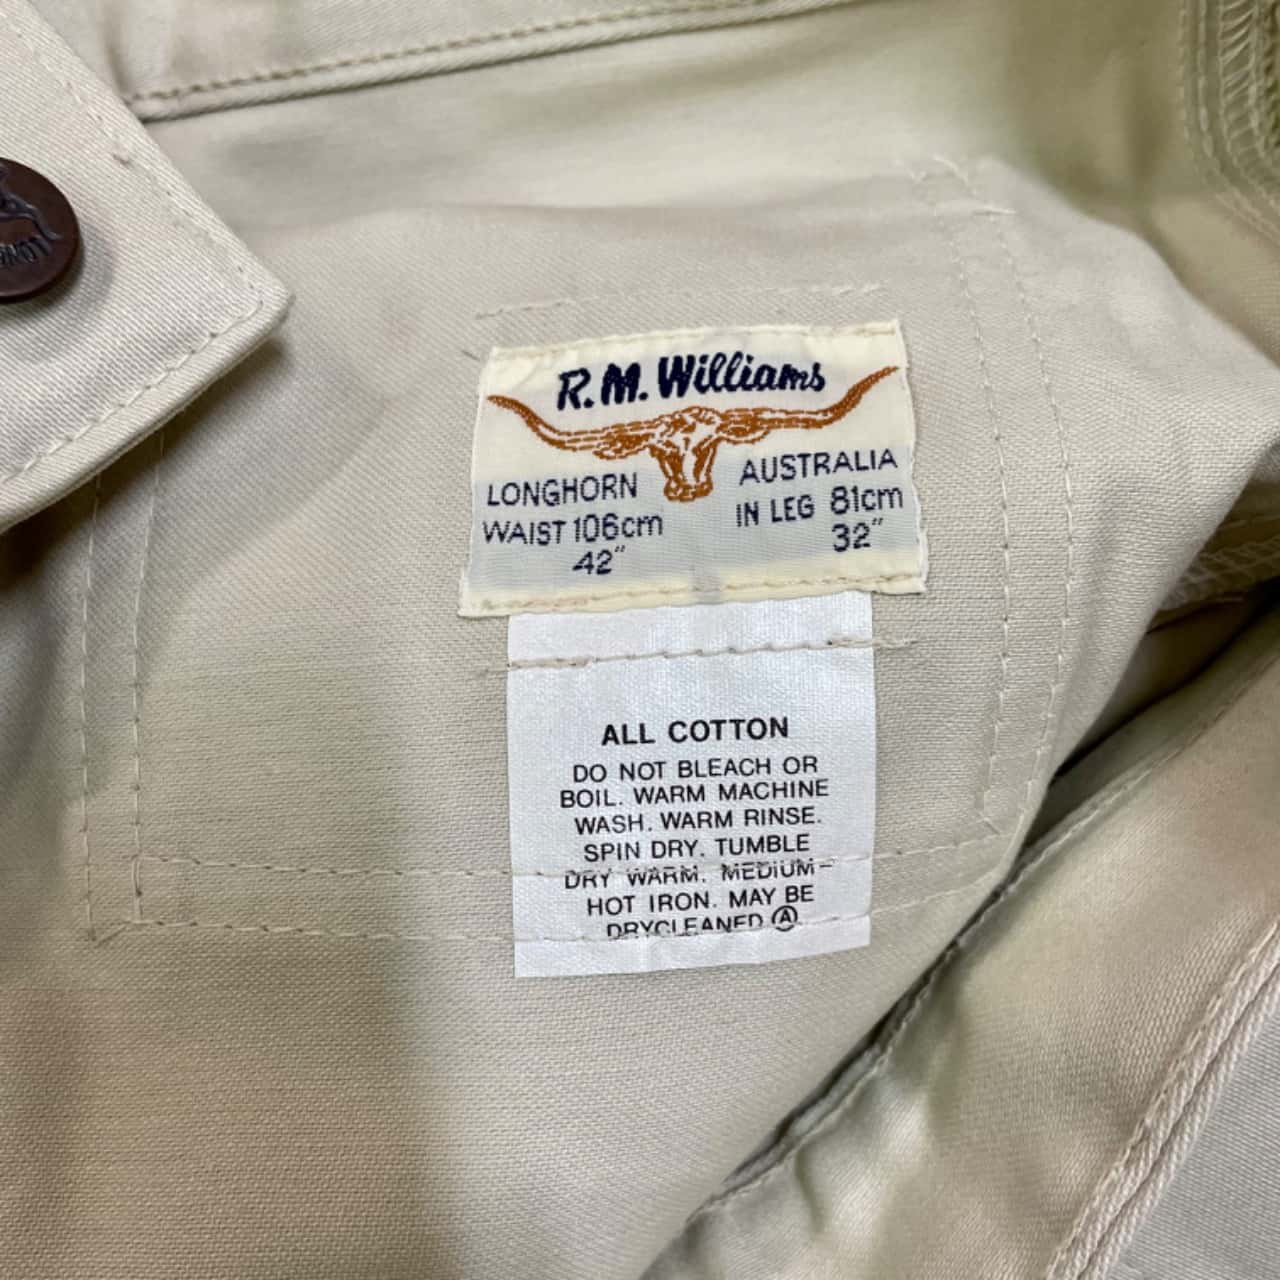 R.M. Williams
LONGHORN AUSTRALIA
WAIST 106cm IN LEG 81cm
42" 32"
ALL COTTON
DO NOT BLEACH OR
BOIL. WARM MACHINE
WASH. WARM RINSE.
SPIN DRY. TUMBLE
DRY WARM. MEDIUM-
HOT IRON. MAY BE
DRYCLEANED Ⓐ